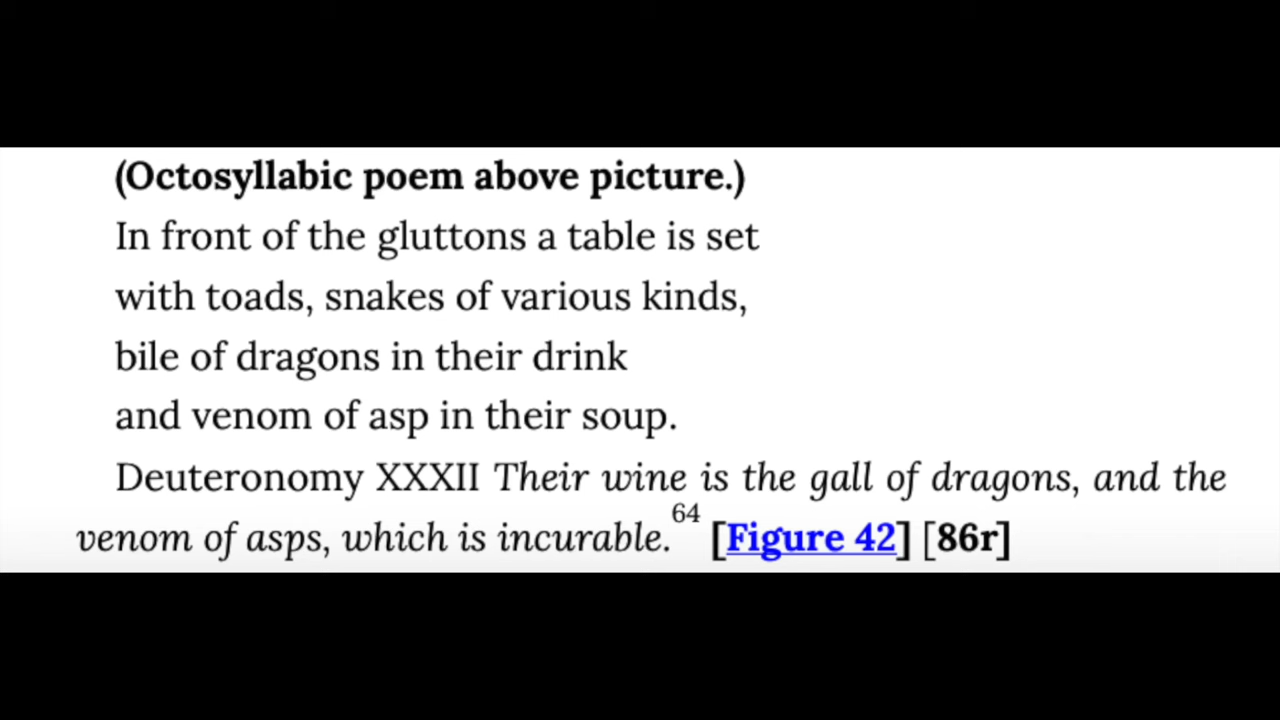 (Octosyllabic poem above picture.)
In front of the gluttons a table is set
with toads, snakes of various kinds,
bile of dragons in their drink
and venom of asp in their soup.
Deuteronomy XXXII Their wine is the gall of dragons, and the
venom of asps, which is incurable.64 [Figure 42] [86r]